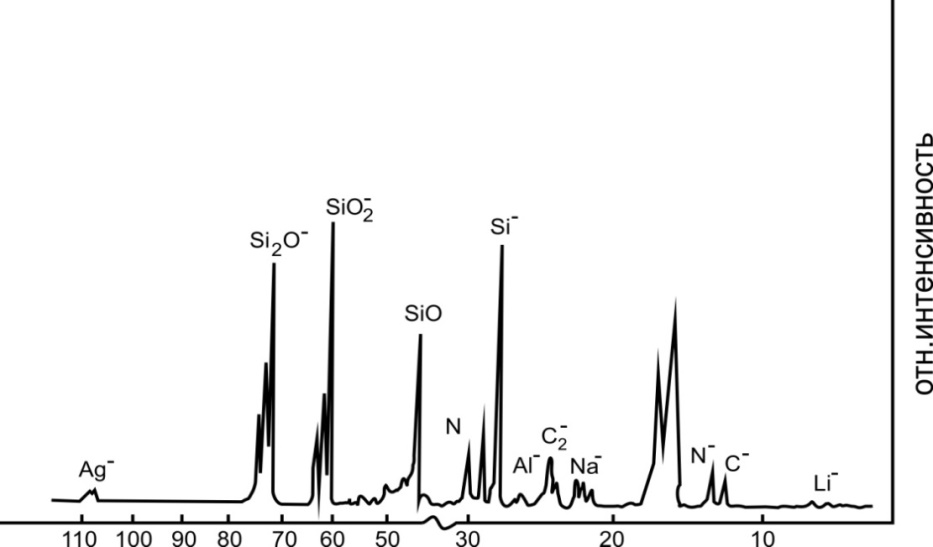 SiO₂⁻
Si⁻
Si₂O⁻
SiO
N
C₂⁻
Al⁻
Na⁻
N⁻
C⁻
Ag⁻
Li⁻
110 100 90 80 70 60 50 30 20 10
отн.интенсивность